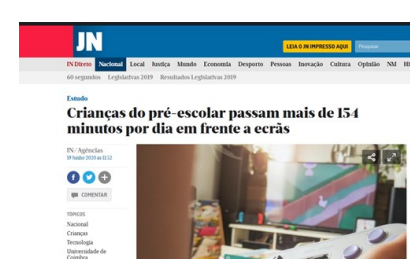 JN
LEIA O JN IMPRESSO AQUI
Pesquisar
JN Direto Nacional Local Justiça Mundo Economia Desporto Pessoas Inovação Cultura Opinião NM
60 segundos Legislativas 2019 Resultados Legislativas 2019
Estudo
Crianças do pré-escolar passam mais de 154
minutos por dia em frente a ecrãs
JN/Agências
COMENTAR
TÓPICOS
Nacional
Crianças
Tecnologia
Universidade de
Coimbra